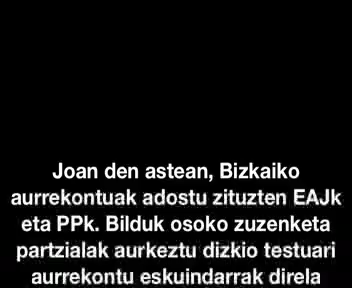 Joan den astean, Bizkaiko
aurrekontuak adostu zituzten EAJk
eta PPk. Bilduk osoko zuzenketa
partzialak aurkeztu dizkio testuari
aurrekontu eskuindarrak direla